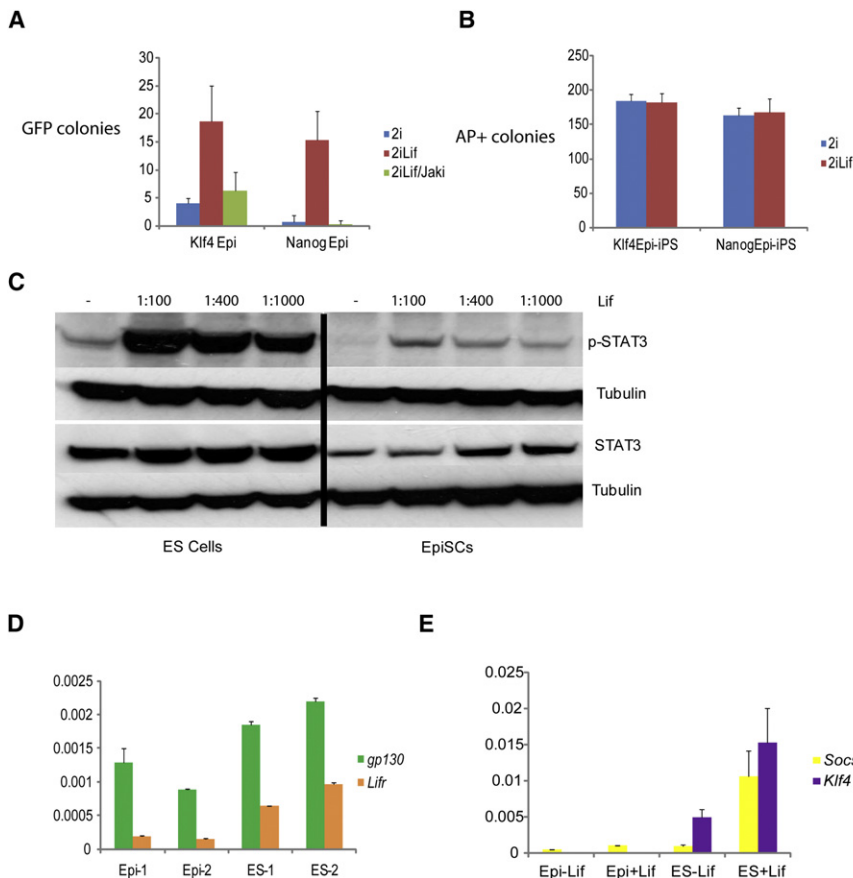 A
GFP colonies
30
25
20
15
10
5
0
Klf4 Epi
Nanog Epi
2i
2iLif
2iLif/Jaki
B
AP+ colonies
250
200
150
100
50
0
Klf4Epi-iPS
NanogEpi-iPS
2i
2iLif
C
- 1:100 1:400 1:1000 - 1:100 1:400 1:1000 Lif
p-STAT3
Tubulin
STAT3
Tubulin
ES Cells
EpiSCs
D
0.0025
0.002
0.0015
0.001
0.0005
0
Epi-1
Epi-2
ES-1
ES-2
gp130
Lifr
E
0.025
0.02
0.015
0.01
0.005
0
Epi-Lif
Epi+Lif
ES-Lif
ES+Lif
Klf4